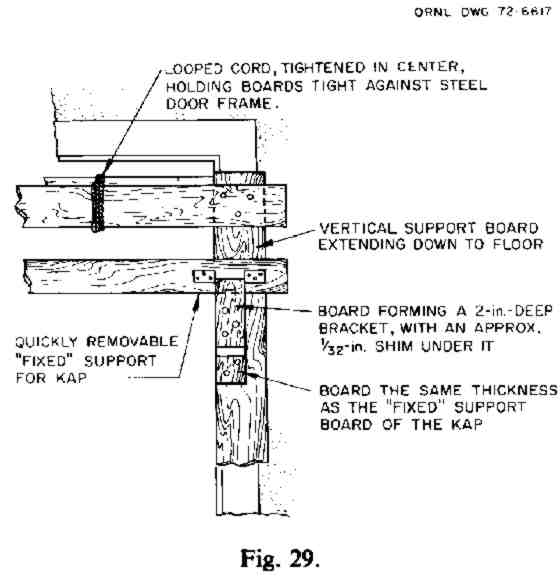 ORNL DWG 72-6617
LOOPED CORD, TIGHTENED IN CENTER,
HOLDING BOARDS TIGHT AGAINST STEEL
DOOR FRAME.
VERTICAL SUPPORT BOARD
EXTENDING DOWN TO FLOOR
BOARD FORMING A 2-in.-DEEP
BRACKET, WITH AN APPROX.
1/32-in. SHIM UNDER IT
QUICKLY REMOVABLE
"FIXED" SUPPORT
FOR KAP
BOARD THE SAME THICKNESS
AS THE "FIXED" SUPPORT
BOARD OF THE KAP
Fig. 29.